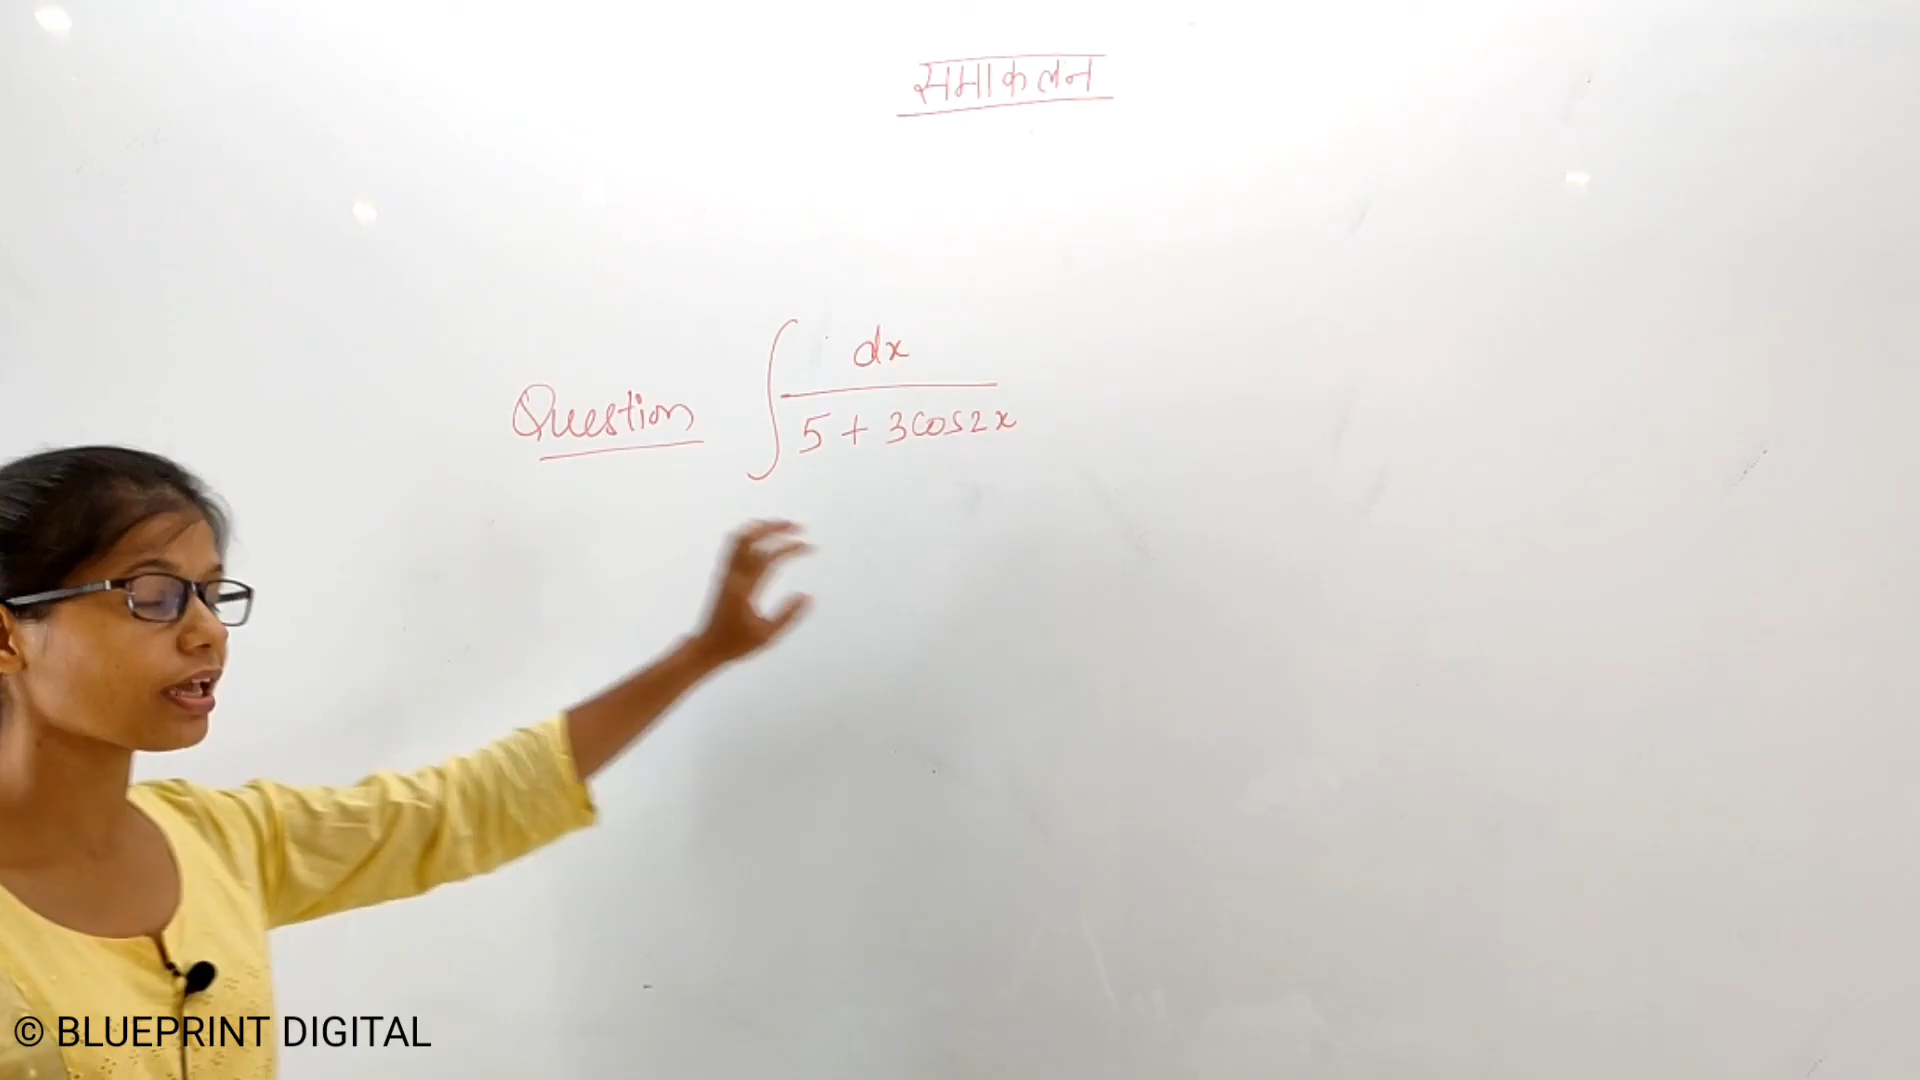 समाकलन
Question ∫ dx / 5 + 3cos2x
© BLUEPRINT DIGITAL